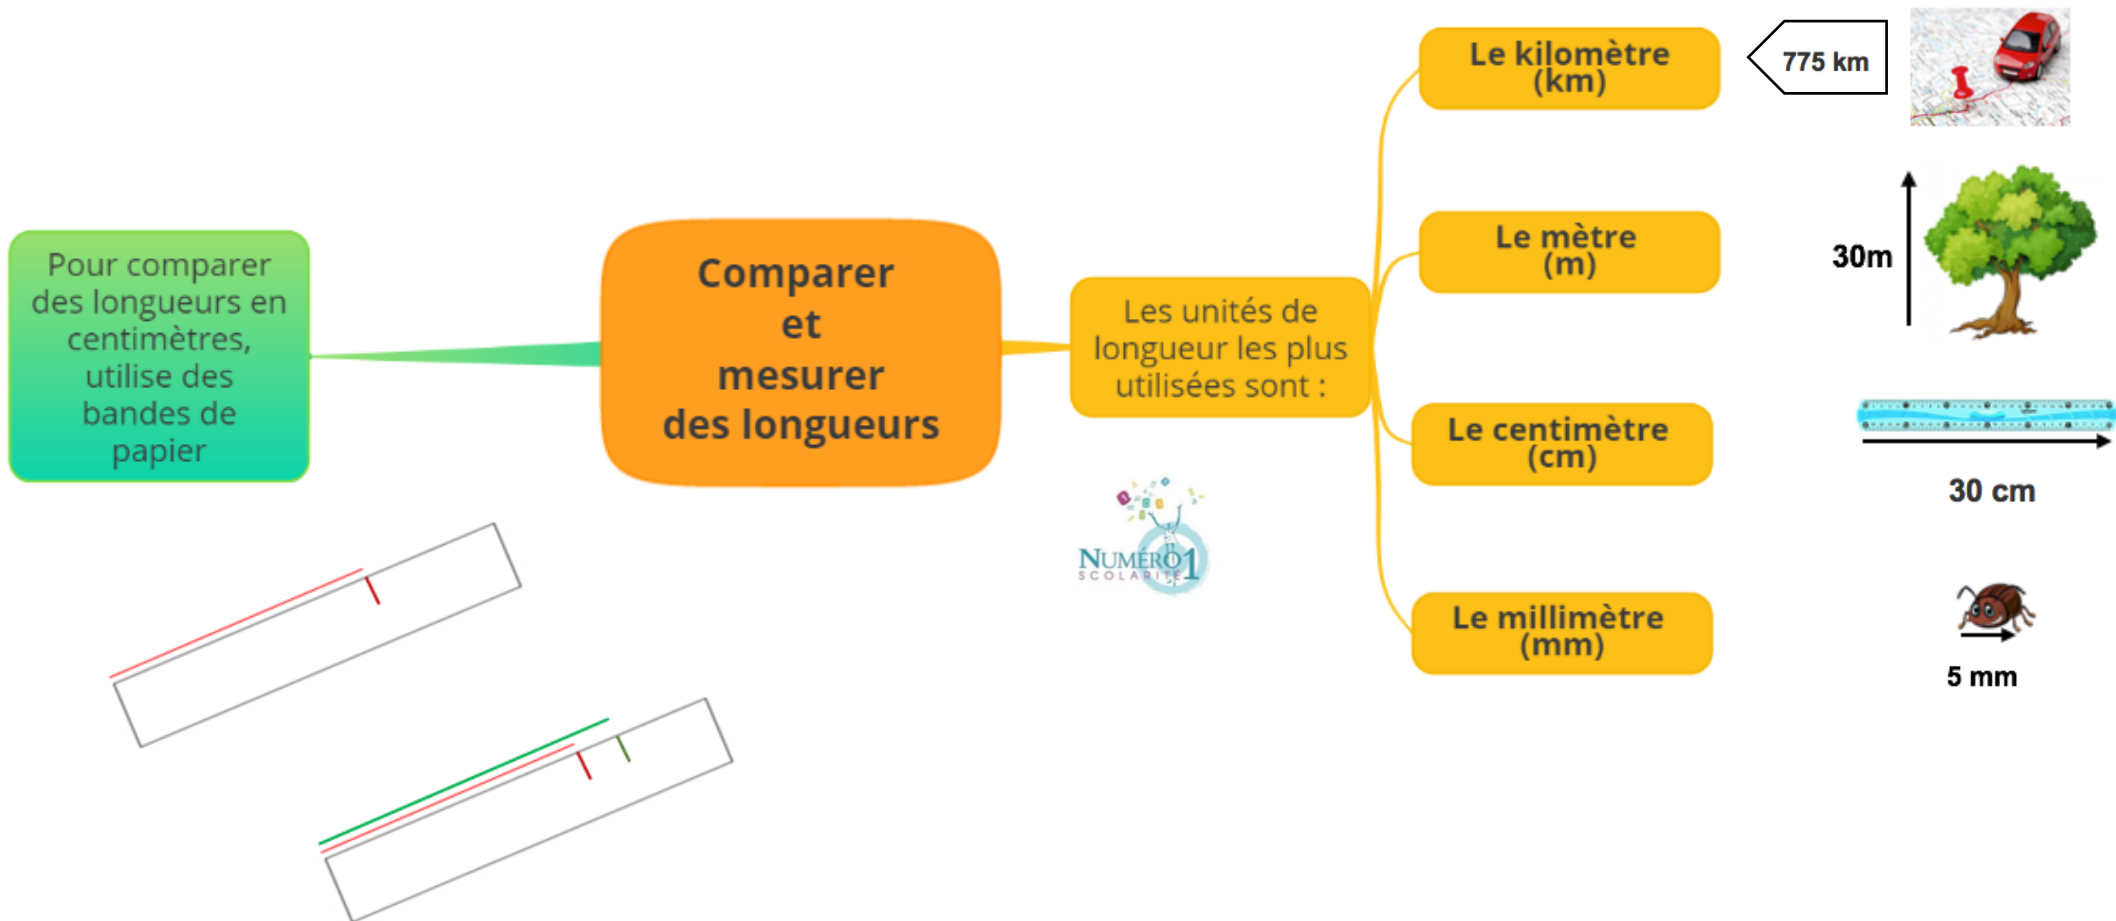 Pour comparer
des longueurs en
centimètres,
utilise des
bandes de
papier
Comparer
et
mesurer
des longueurs
Les unités de
longueur les plus
utilisées sont :
NUMÉRO1
SCOLARITÉ
Le kilomètre
(km)
775 km
Le mètre
(m)
30m
Le centimètre
(cm)
30 cm
Le millimètre
(mm)
5 mm